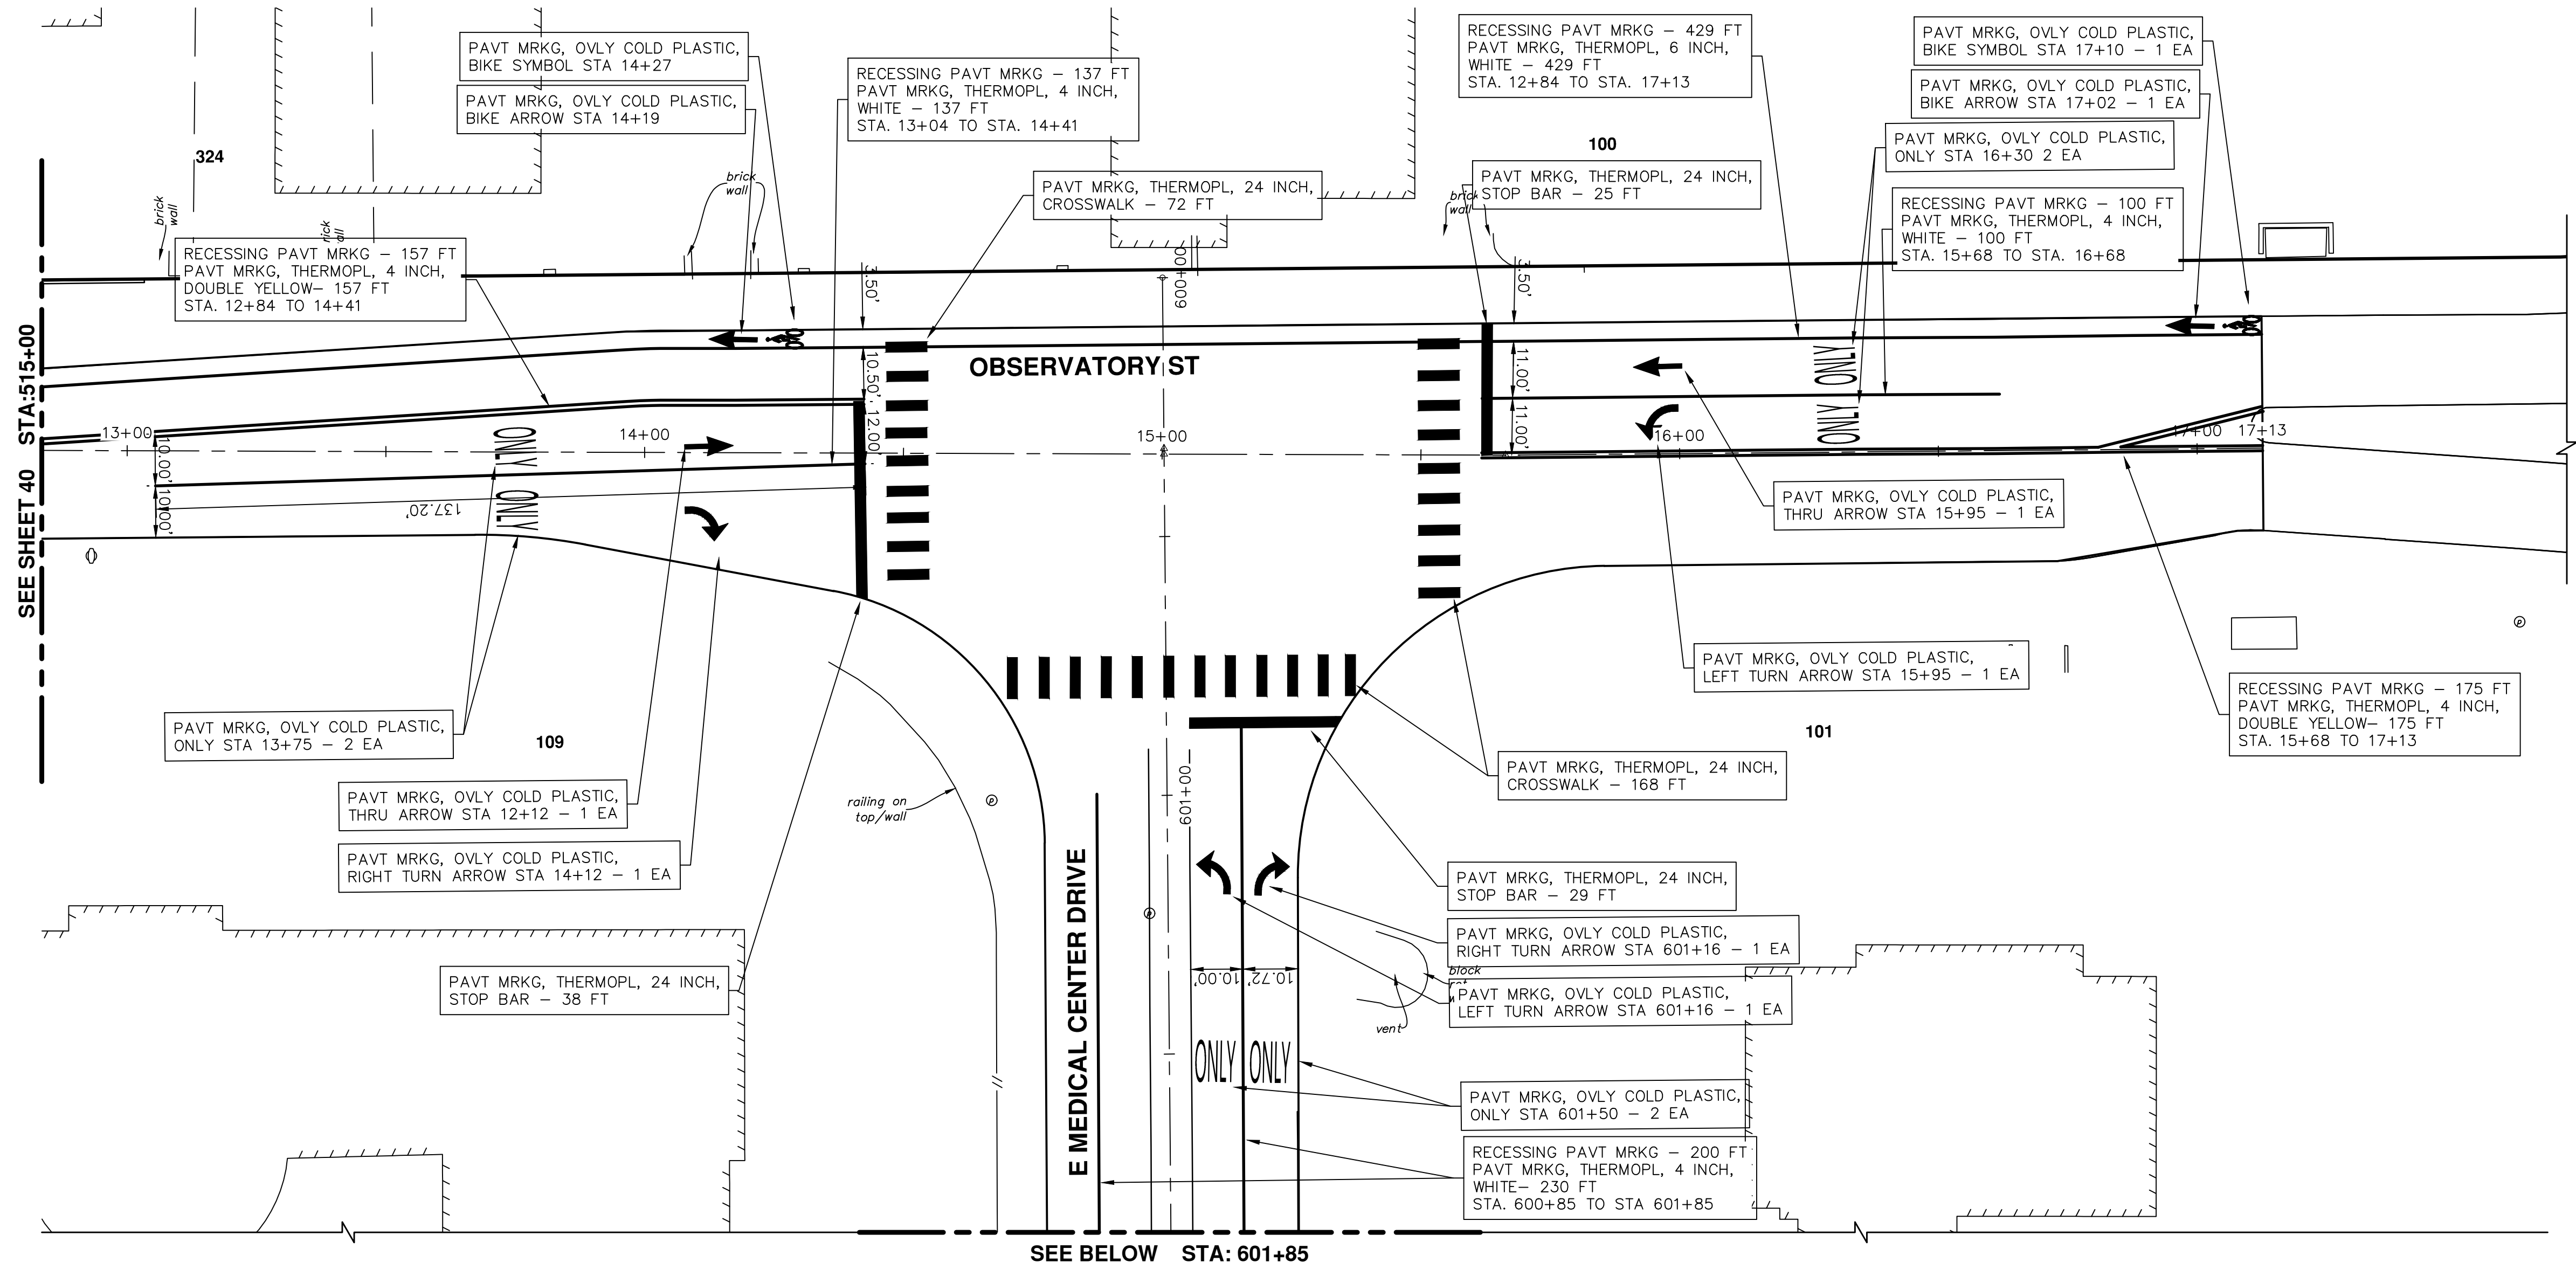 PAVT MRKG, OVLY COLD PLASTIC,
BIKE SYMBOL STA 14+27
PAVT MRKG, OVLY COLD PLASTIC,
BIKE ARROW STA 14+19
RECESSING PAVT MRKG – 137 FT
PAVT MRKG, THERMOPL, 4 INCH,
WHITE – 137 FT
STA. 13+04 TO STA. 14+41
RECESSING PAVT MRKG – 429 FT
PAVT MRKG, THERMOPL, 6 INCH,
WHITE – 429 FT
STA. 12+84 TO STA. 17+13
PAVT MRKG, OVLY COLD PLASTIC,
BIKE SYMBOL STA 17+10 – 1 EA
PAVT MRKG, OVLY COLD PLASTIC,
BIKE ARROW STA 17+02 – 1 EA
PAVT MRKG, OVLY COLD PLASTIC,
ONLY STA 16+30 2 EA
324
100
brick
wall
brick
wall
PAVT MRKG, THERMOPL, 24 INCH,
CROSSWALK – 72 FT
brick
wall
PAVT MRKG, THERMOPL, 24 INCH,
STOP BAR – 25 FT
RECESSING PAVT MRKG – 100 FT
PAVT MRKG, THERMOPL, 4 INCH,
WHITE – 100 FT
STA. 15+68 TO STA. 16+68
rick
all
RECESSING PAVT MRKG – 157 FT
PAVT MRKG, THERMOPL, 4 INCH,
DOUBLE YELLOW– 157 FT
STA. 12+84 TO 14+41
3.50'
600+00
3.50'
SEE SHEET 40 STA:515+00
OBSERVATORY ST
10.50'
12.00'
11.00'
11.00'
ONLY
ONLY
13+00
14+00
15+00
16+00
17+00
17+13
10.00'
10.00'
137.20'
ONLY
ONLY
PAVT MRKG, OVLY COLD PLASTIC,
THRU ARROW STA 15+95 – 1 EA
PAVT MRKG, OVLY COLD PLASTIC,
LEFT TURN ARROW STA 15+95 – 1 EA
P
RECESSING PAVT MRKG – 175 FT
PAVT MRKG, THERMOPL, 4 INCH,
DOUBLE YELLOW– 175 FT
STA. 15+68 TO 17+13
PAVT MRKG, OVLY COLD PLASTIC,
ONLY STA 13+75 – 2 EA
109
101
PAVT MRKG, THERMOPL, 24 INCH,
CROSSWALK – 168 FT
PAVT MRKG, OVLY COLD PLASTIC,
THRU ARROW STA 12+12 – 1 EA
railing on
top/wall
P
601+00
PAVT MRKG, OVLY COLD PLASTIC,
RIGHT TURN ARROW STA 14+12 – 1 EA
PAVT MRKG, THERMOPL, 24 INCH,
STOP BAR – 29 FT
P
E MEDICAL CENTER DRIVE
PAVT MRKG, OVLY COLD PLASTIC,
RIGHT TURN ARROW STA 601+16 – 1 EA
PAVT MRKG, THERMOPL, 24 INCH,
STOP BAR – 38 FT
10.00'
10.72'
block
PAVT MRKG, OVLY COLD PLASTIC,
LEFT TURN ARROW STA 601+16 – 1 EA
vent
ONLY
ONLY
PAVT MRKG, OVLY COLD PLASTIC,
ONLY STA 601+50 – 2 EA
RECESSING PAVT MRKG – 200 FT
PAVT MRKG, THERMOPL, 4 INCH,
WHITE– 230 FT
STA. 600+85 TO STA 601+85
SEE BELOW STA: 601+85